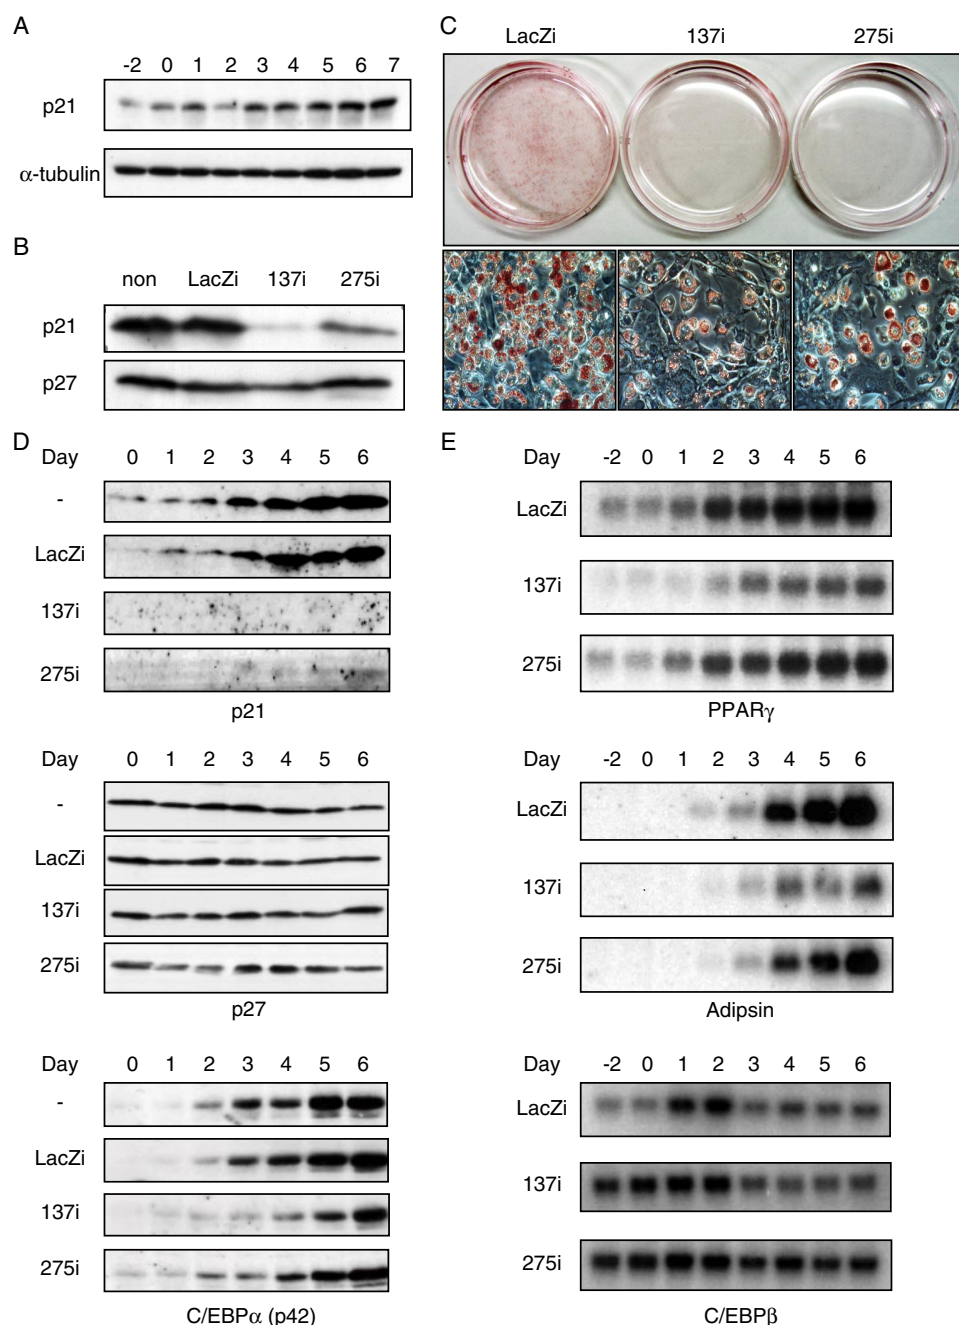 A
-2 0 1 2 3 4 5 6 7
p21
α-tubulin
B
non LacZi 137i 275i
p21
p27
C
LacZi 137i 275i
D
Day 0 1 2 3 4 5 6
-
LacZi
137i
275i
p21
Day 0 1 2 3 4 5 6
-
LacZi
137i
275i
p27
Day 0 1 2 3 4 5 6
-
LacZi
137i
275i
C/EBPα (p42)
E
Day -2 0 1 2 3 4 5 6
LacZi
137i
275i
PPARγ
Day -2 0 1 2 3 4 5 6
LacZi
137i
275i
Adipsin
Day -2 0 1 2 3 4 5 6
LacZi
137i
275i
C/EBPβ